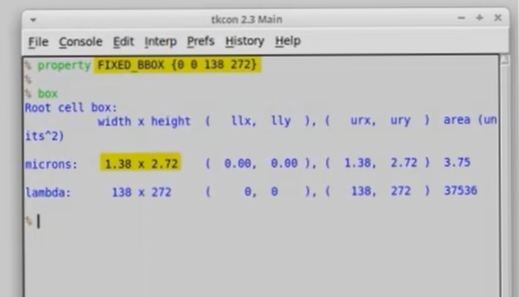 tkcon 2.3 Main
File Console Edit Interp Prefs History Help
% property FIXED_BBOX {0 0 138 272}
%
% box
Root cell box:
width x height ( llx, lly ), ( urx, ury ) area (un
its^2)
microns: 1.38 x 2.72 ( 0.00, 0.00 ), ( 1.38, 2.72 ) 3.75
lambda: 138 x 272 ( 0, 0 ), ( 138, 272 ) 37536
%